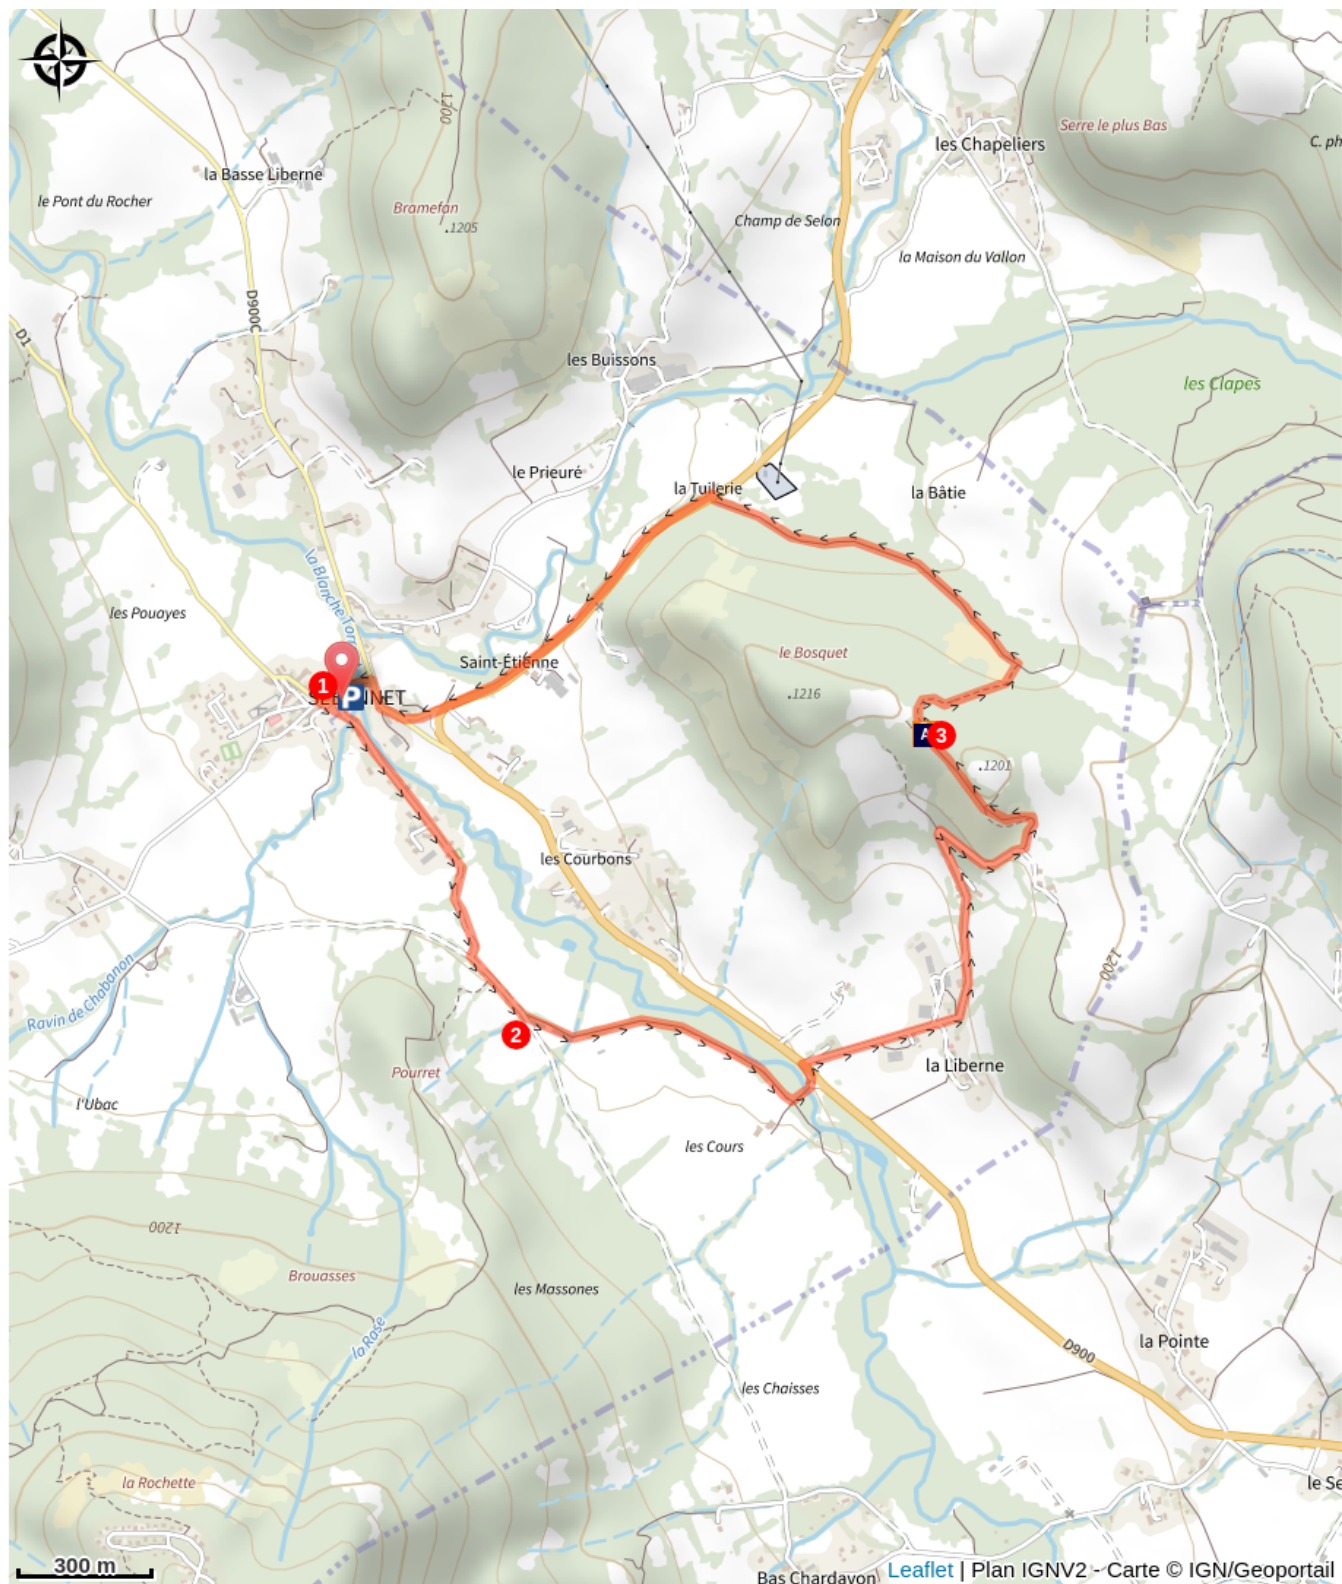 1200
les Chapeliers
Serre le plus Bas
C. ph
la Basse Liberne
le Pont du Rocher
Bramefan
.1205
Champ de Selon
la Maison du Vallon
D900C
D1
les Buissons
les Clapes
le Prieuré
la Tuilerie
la Bâtie
la Blanche Torr
les Pouayes
Saint-Étienne
le Bosquet
1
P
.1216
A
3
.1201
les Courbons
1200
Ravin de Chabanon
2
la Liberne
Pourret
l'Ubac
les Cours
1200
Brouasses
les Massones
la Rase
D900
la Pointe
les Chaisses
la Rochette
le Se
300 m
Bas Chardavon
Leaflet | Plan IGNV2 - Carte © IGN/Geoportail